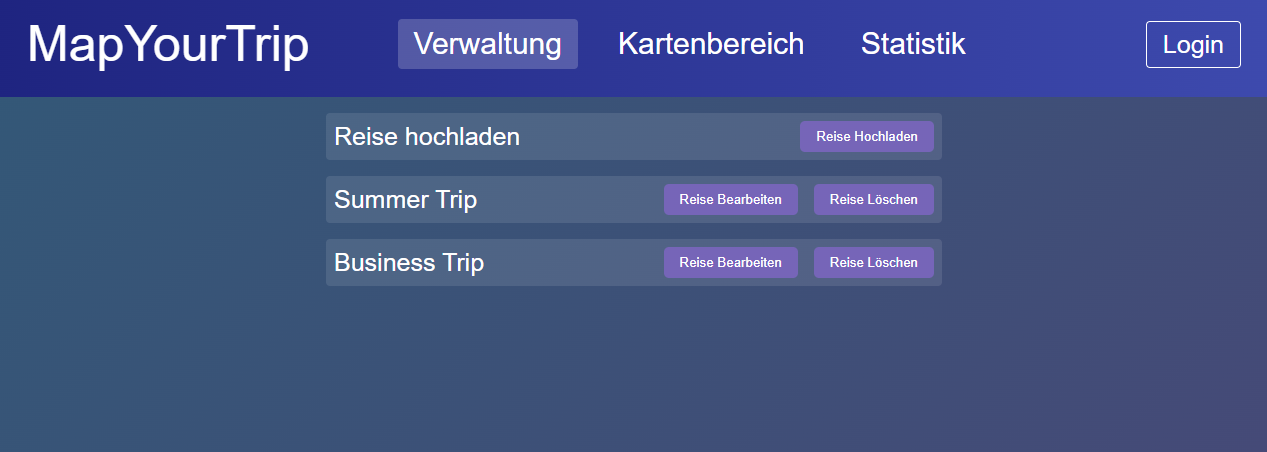 MapYourTrip Verwaltung Kartenbereich Statistik Login
Reise hochladen Reise Hochladen
Summer Trip Reise Bearbeiten Reise Löschen
Business Trip Reise Bearbeiten Reise Löschen